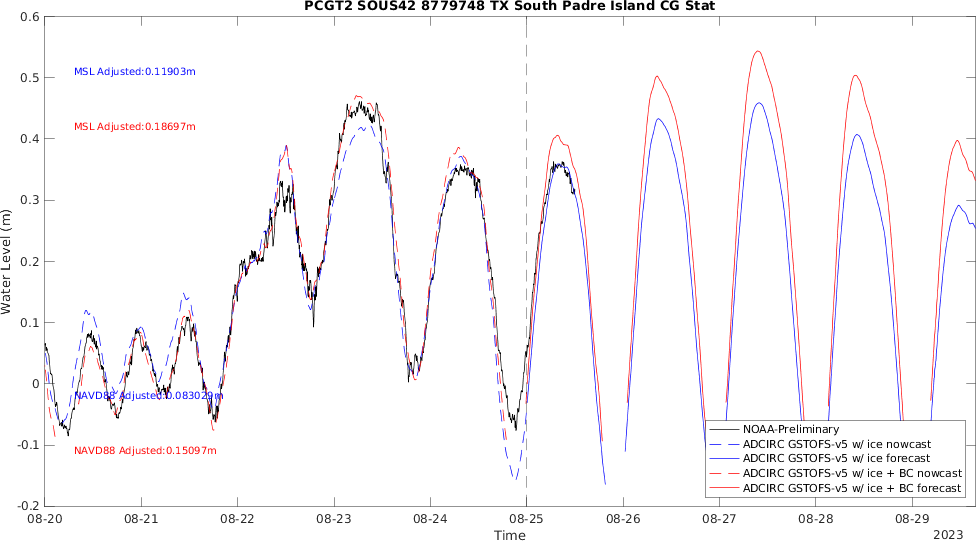 PCGT2 SOUS42 8779748 TX South Padre Island CG Stat
0.6
0.5
0.4
0.3
0.2
0.1
0
-0.1
-0.2
Water Level (m)
MSL Adjusted:0.11903m
MSL Adjusted:0.18697m
NAVD88 Adjusted:0.083029m
NAVD88 Adjusted:0.15097m
NOAA-Preliminary
ADCIRC GSTOFS-v5 w/ ice nowcast
ADCIRC GSTOFS-v5 w/ ice forecast
ADCIRC GSTOFS-v5 w/ ice + BC nowcast
ADCIRC GSTOFS-v5 w/ ice + BC forecast
08-20 08-21 08-22 08-23 08-24 08-25 08-26 08-27 08-28 08-29
Time
2023